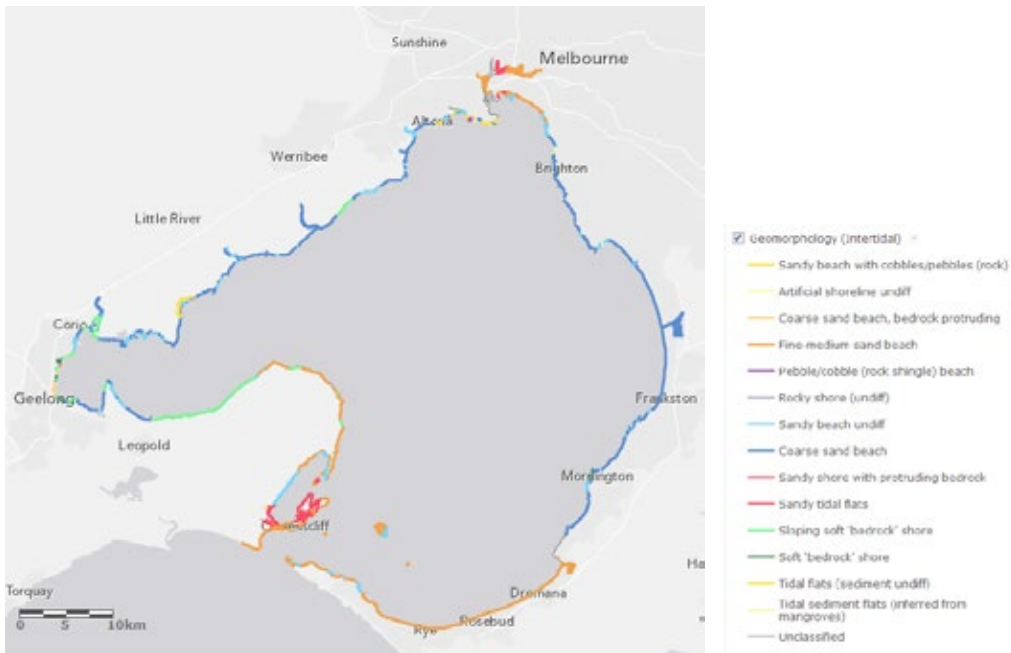 Sunshine
Melbourne
Altona
Werribee
Brighton
Little River
Corio
Geelong
Frankston
Leopold
Mornington
Queenscliff
Torquay
Dromana
Rosebud
Rye
0 5 10km
Geomorphology (Intertidal)
Sandy beach with cobbles/pebbles (rock)
Artificial shoreline undiff
Coarse sand beach, bedrock protruding
Fine-medium sand beach
Pebble/cobble (rock shingle) beach
Rocky shore (undiff)
Sandy beach undiff
Coarse sand beach
Sandy shore with protruding bedrock
Sandy tidal flats
Sloping soft 'bedrock' shore
Soft 'bedrock' shore
Tidal flats (sediment undiff)
Tidal sediment flats (inferred from
mangroves)
Unclassified